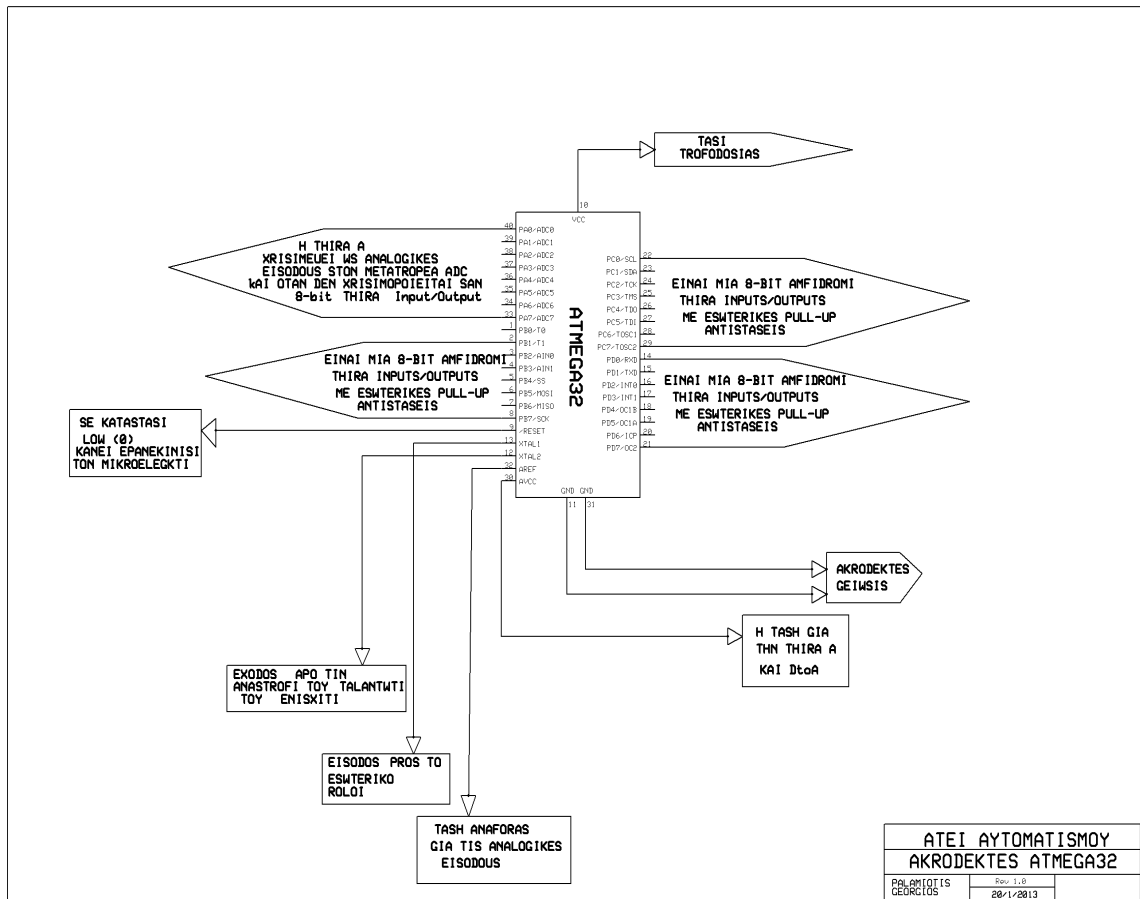 TASI
TROFODOSIAS
10
VCC
40 PA0/ADC0
39 PA1/ADC1
38 PA2/ADC2
37 PA3/ADC3
36 PA4/ADC4
35 PA5/ADC5
34 PA6/ADC6
33 PA7/ADC7
1 PB0/T0
2 PB1/T1
3 PB2/AIN0
4 PB3/AIN1
5 PB4/SS
6 PB5/MOSI
7 PB6/MISO
8 PB7/SCK
9 /RESET
13 XTAL1
12 XTAL2
32 AREF
30 AVCC
ATMEGA32
PC0/SCL 22
PC1/SDA 23
PC2/TCK 24
PC3/TMS 25
PC4/TDO 26
PC5/TDI 27
PC6/TOSC1 28
PC7/TOSC2 29
PD0/RXD 14
PD1/TXD 15
PD2/INT0 16
PD3/INT1 17
PD4/OC1B 18
PD5/OC1A 19
PD6/ICP 20
PD7/OC2 21
GND GND
11 31
H THIRA A
XRISIMEUEI WS ANALOGIKES
EISODOUS STON METATROPEA ADC
kAI OTAN DEN XRISIMOPOIEITAI SAN
8-bit THIRA Input/Output
EINAI MIA 8-BIT AMFIDROMI
THIRA INPUTS/OUTPUTS
ME ESWTERIKES PULL-UP
ANTISTASEIS
EINAI MIA 8-BIT AMFIDROMI
THIRA INPUTS/OUTPUTS
ME ESWTERIKES PULL-UP
ANTISTASEIS
EINAI MIA 8-BIT AMFIDROMI
THIRA INPUTS/OUTPUTS
ME ESWTERIKES PULL-UP
ANTISTASEIS
SE KATASTASI
LOW (0)
KANEI EPANEKINISI
TON MIKROELEGKTI
AKRODEKTES
GEIWSIS
H TASH GIA
THN THIRA A
KAI DtoA
EXODOS APO TIN
ANASTROFI TOY TALANTWTI
TOY ENISXITI
EISODOS PROS TO
ESWTERIKO
ROLOI
TASH ANAFORAS
GIA TIS ANALOGIKES
EISODOUS
ATEI AYTOMATISMOY
AKRODEKTES ATMEGA32
PALAMIOTIS
GEORGIOS
Rev 1.0
20/1/2013